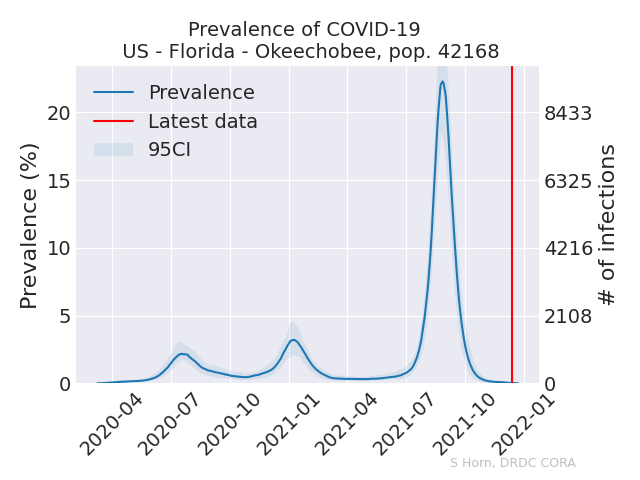 Prevalence of COVID-19
US - Florida - Okeechobee, pop. 42168
Prevalence
Latest data
95CI
Prevalence (%)
20
15
10
5
0
8433
6325
4216
2108
0
# of infections
2020-04
2020-07
2020-10
2021-01
2021-04
2021-07
2021-10
2022-01
S Horn, DRDC CORA